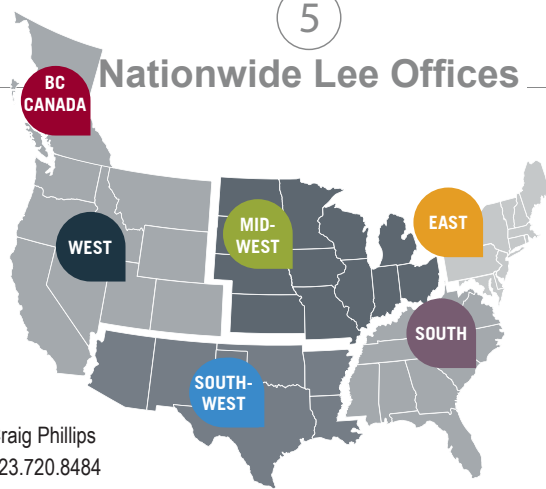 5
Nationwide Lee Offices
BC
CANADA
WEST
MID-
WEST
EAST
SOUTH
SOUTH-
WEST
raig Phillips
23.720.8484